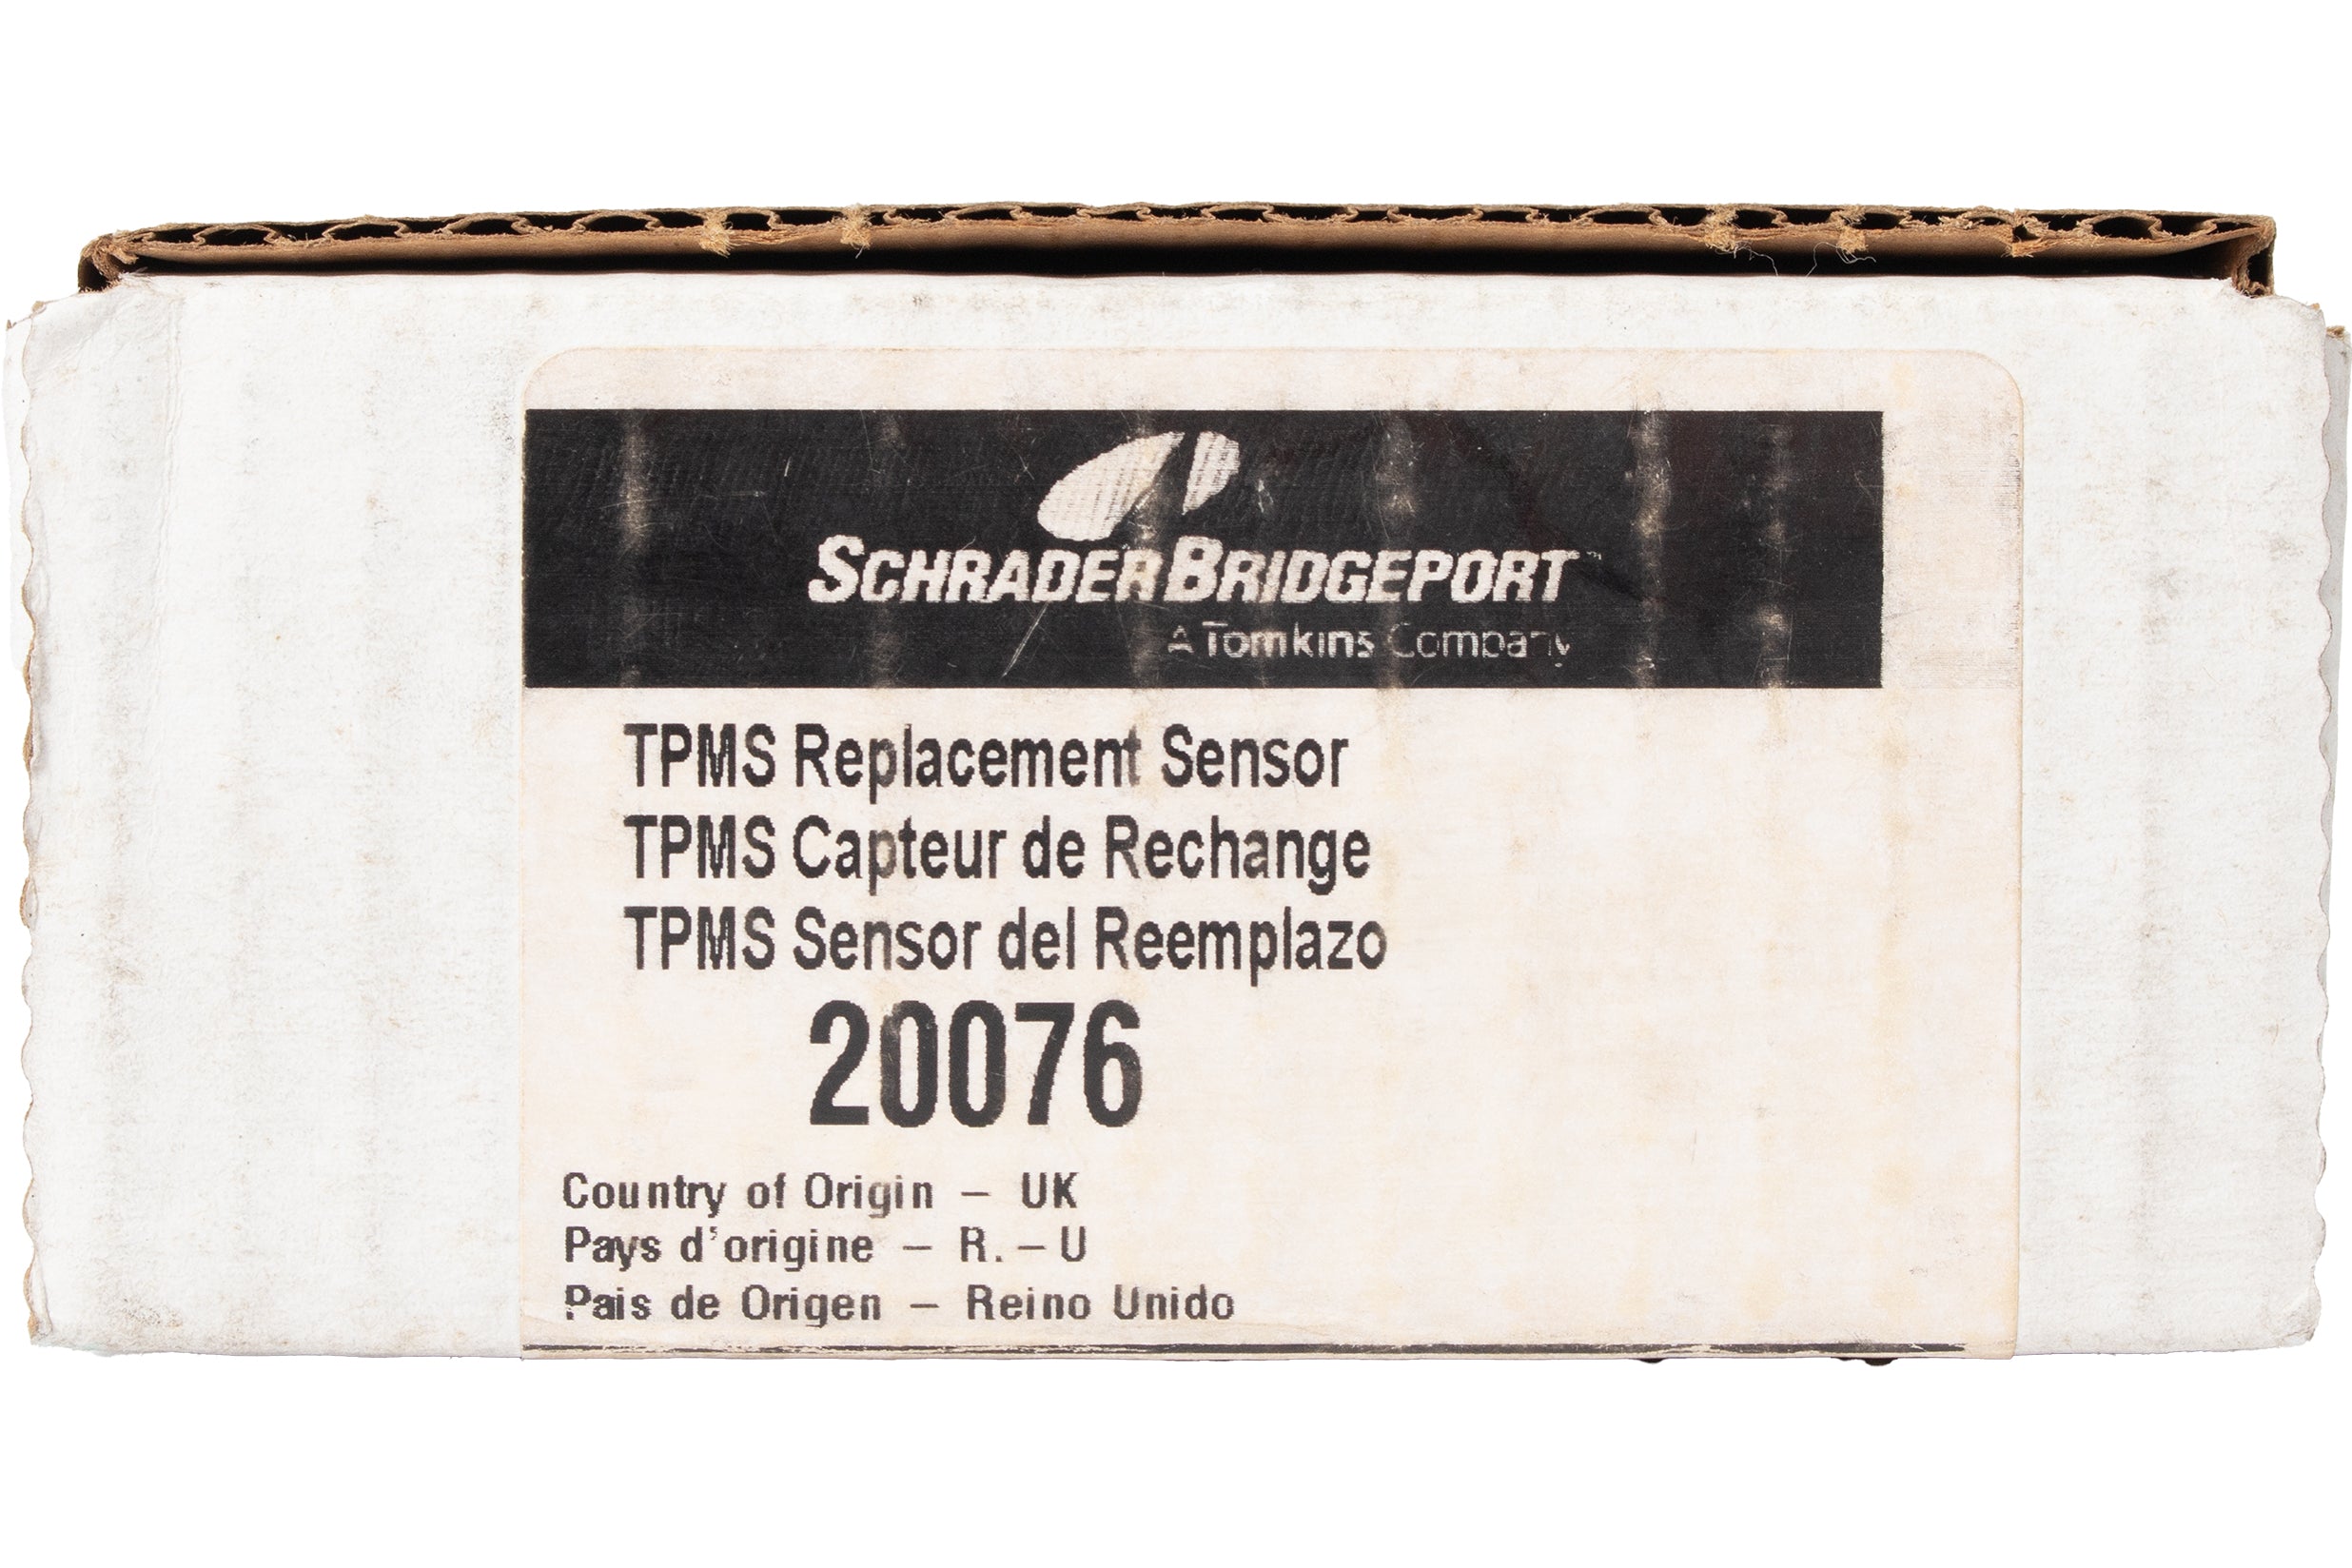 SCHRADER BRIDGEPORT™
A Tomkins Company
TPMS Replacement Sensor
TPMS Capteur de Rechange
TPMS Sensor del Reemplazo
20076
Country of Origin – UK
Pays d'origine – R. – U
Pais de Origen – Reino Unido